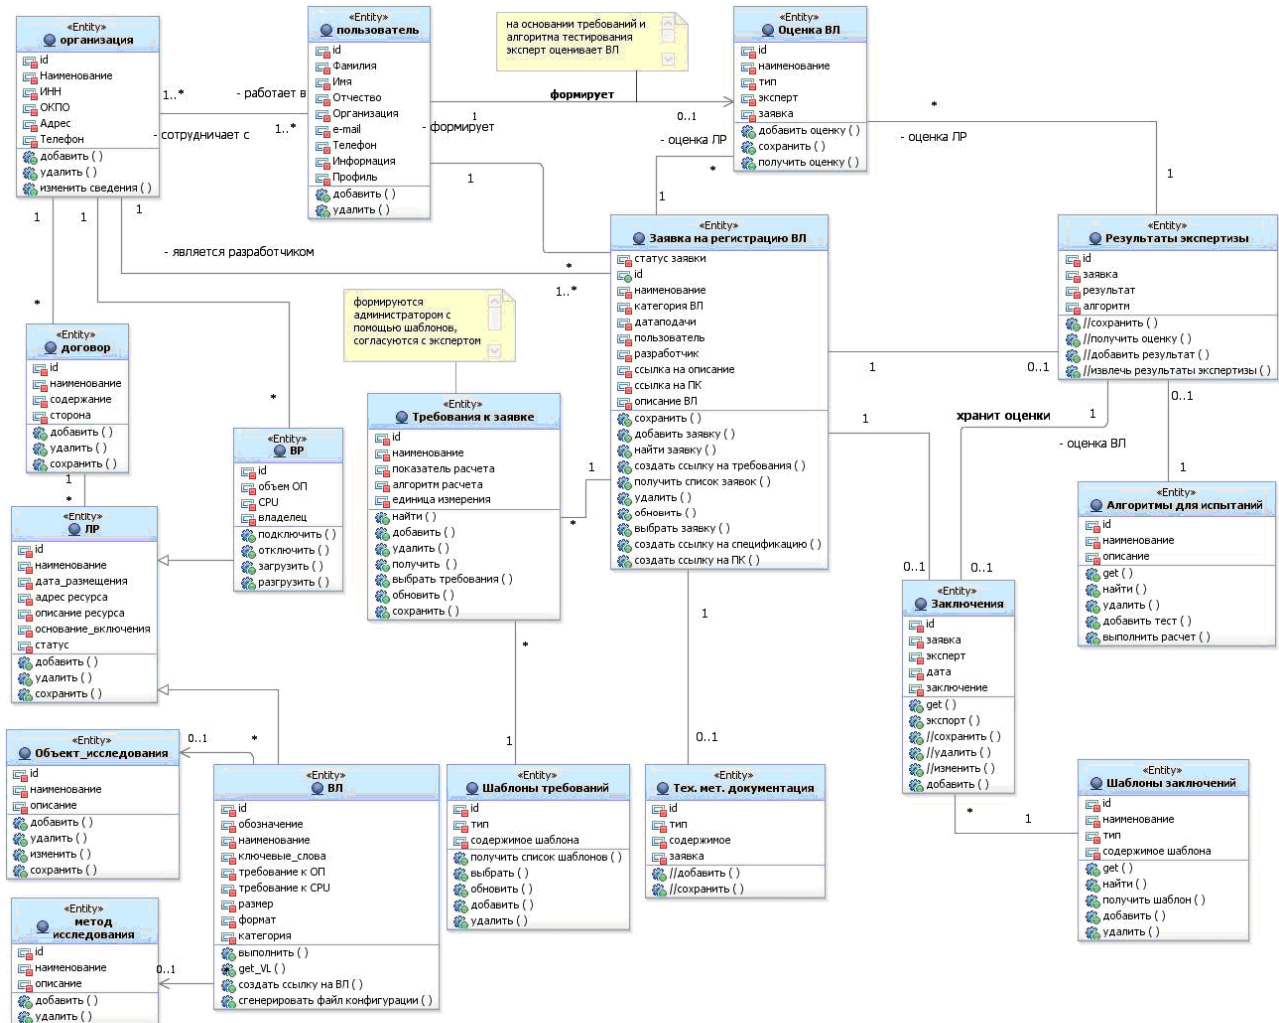 «Entity»
организация
id
Наименование
ИНН
ОКПО
Адрес
Телефон
добавить ( )
удалить ( )
изменить сведения ( )
«Entity»
пользователь
id
Фамилия
Имя
Отчество
Организация
e-mail
Телефон
Информация
Профиль
добавить ( )
удалить ( )
на основании требований и
алгоритма тестирования
эксперт оценивает ВЛ
«Entity»
Оценка ВЛ
id
наименование
тип
эксперт
заявка
добавить оценку ( )
сохранить ( )
получить оценку ( )
1..*
- работает в
- сотрудничает с
1..*
формирует
1
0..1
- формирует
1
- оценка ЛР
*
1
*
- оценка ЛР
1
1
1
1
- является разработчиком
*
1..*
*
*
«Entity»
Заявка на регистрацию ВЛ
статус заявки
id
наименование
категория ВЛ
датаподачи
пользователь
разработчик
ссылка на описание
ссылка на ПК
описание ВЛ
сохранить ( )
добавить заявку ( )
найти заявку ( )
создать ссылку на требования ( )
получить список заявок ( )
удалить ( )
обновить ( )
выбрать заявку ( )
создать ссылку на спецификацию ( )
создать ссылку на ПК ( )
«Entity»
Результаты экспертизы
id
заявка
результат
алгоритм
//сохранить ( )
//получить оценку ( )
//добавить результат ( )
//извлечь результаты экспертизы ( )
формируются
администратором с
помощью шаблонов,
согласуются с экспертом
«Entity»
договор
id
наименование
содержание
сторона
добавить ( )
удалить ( )
сохранить ( )
1
*
«Entity»
ВР
id
объем ОП
CPU
владелец
подключить ( )
отключить ( )
загрузить ( )
разгрузить ( )
«Entity»
Требования к заявке
id
наименование
показатель расчета
алгоритм расчета
единица измерения
найти ( )
добавить ( )
удалить ( )
получить ( )
выбрать требования ( )
обновить ( )
сохранить ( )
1
*
1
0..1
1
хранит оценки
1
- оценка ВЛ
0..1
1
«Entity»
ЛР
id
наименование
дата_размещения
адрес ресурса
описание ресурса
основание_включения
статус
добавить ( )
удалить ( )
сохранить ( )
«Entity»
Алгоритмы для испытаний
id
наименование
описание
get ( )
найти ( )
удалить ( )
добавить тест ( )
выполнить расчет ( )
0..1
0..1
«Entity»
Заключения
id
заявка
эксперт
дата
заключение
get ( )
экспорт ( )
//сохранить ( )
//удалить ( )
//изменить ( )
добавить ( )
*
1
1
0..1
*
1
«Entity»
Объект_исследования
id
наименование
описание
добавить ( )
удалить ( )
изменить ( )
сохранить ( )
0..1
*
«Entity»
ВЛ
id
обозначение
наименование
ключевые_слова
требование к ОП
требование к CPU
размер
формат
категория
выполнить ( )
get_VL ( )
создать ссылку на ВЛ ( )
сгенерировать файл конфигурации ( )
«Entity»
Шаблоны требований
id
тип
содержимое шаблона
получить список шаблонов ( )
выбрать ( )
обновить ( )
добавить ( )
удалить ( )
«Entity»
Тех. мет. документация
id
тип
содержимое
заявка
//добавить ( )
//сохранить ( )
«Entity»
Шаблоны заключений
id
наименование
тип
содержимое шаблона
get ( )
найти ( )
получить шаблон ( )
добавить ( )
удалить ( )
«Entity»
метод
исследования
id
наименование
описание
добавить ( )
удалить ( )
0..1
*